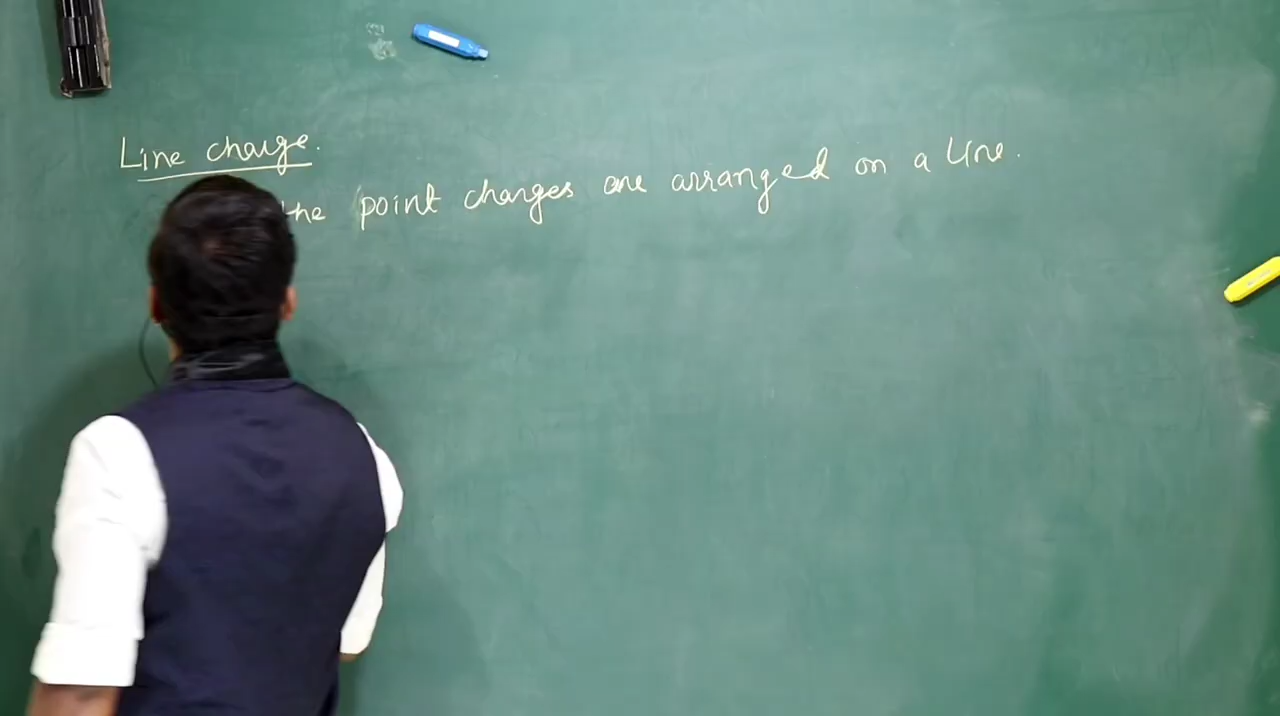 Line charge.
the point charges are arranged on a line.